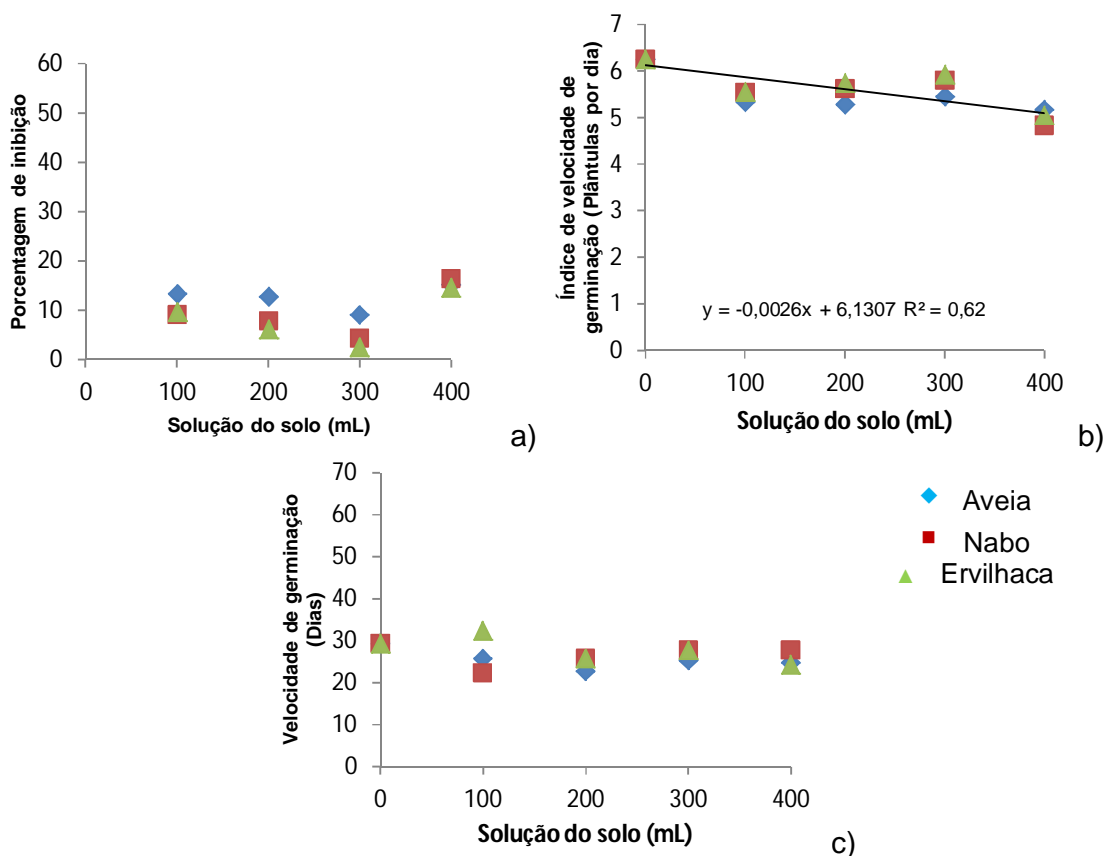 60
50
40
30
20
10
0
0 100 200 300 400
Porcentagem de inibição
Solução do solo (mL)
a)
7
6
5
4
3
2
1
0
0 100 200 300 400
Índice de velocidade de
germinação (Plântulas por dia)
y = -0,0026x + 6,1307 R² = 0,62
Solução do solo (mL)
b)
70
60
50
40
30
20
10
0
0 100 200 300 400
Velocidade de germinação
(Dias)
Solução do solo (mL)
c)
Aveia
Nabo
Ervilhaca